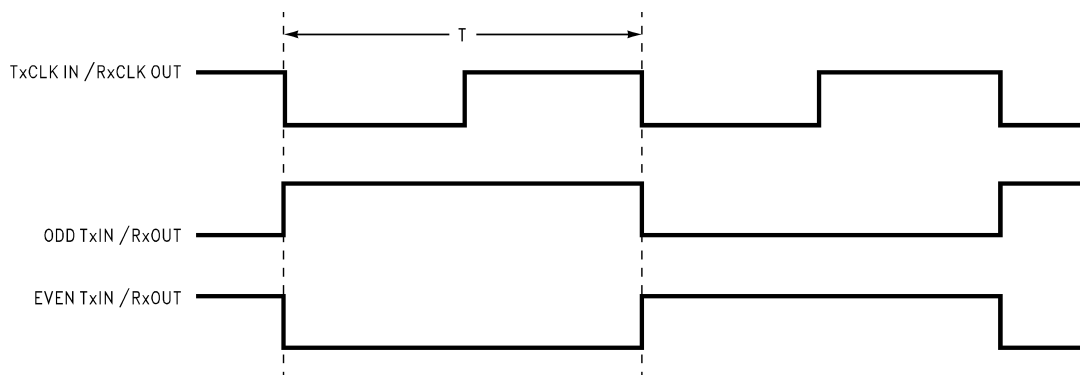 T
TxCLK IN /RxCLK OUT
ODD TxIN /RxOUT
EVEN TxIN /RxOUT